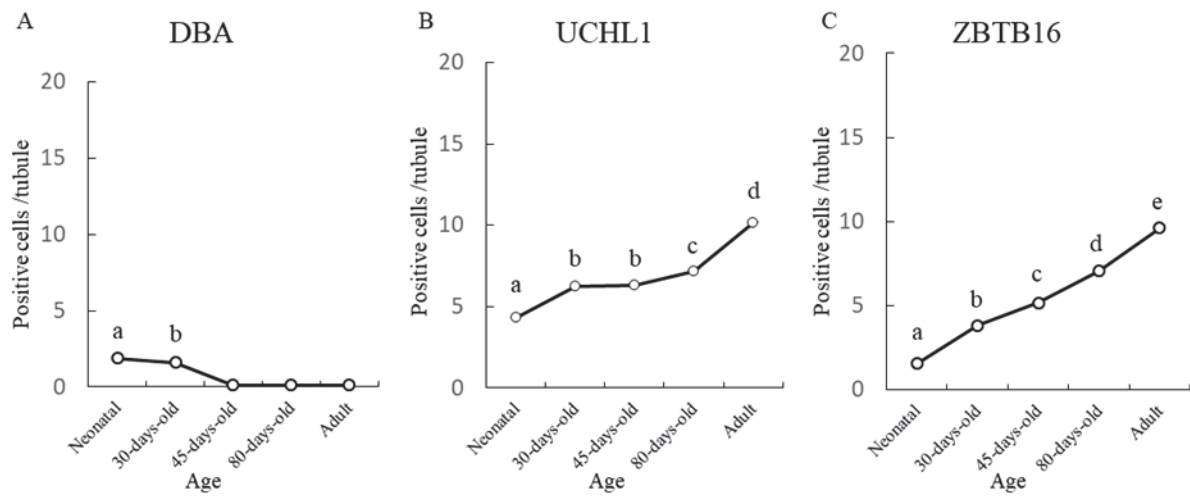 A
DBA
Positive cells /tubule
20
15
10
5
0
a
b
Neonatal
30-days-old
45-days-old
80-days-old
Adult
Age
B
UCHL1
Positive cells /tubule
20
15
10
5
0
a
b
b
c
d
Neonatal
30-days-old
45-days-old
80-days-old
Adult
Age
C
ZBTB16
Positive cells /tubule
20
15
10
5
0
a
b
c
d
e
Neonatal
30-days-old
45-days-old
80-days-old
Adult
Age